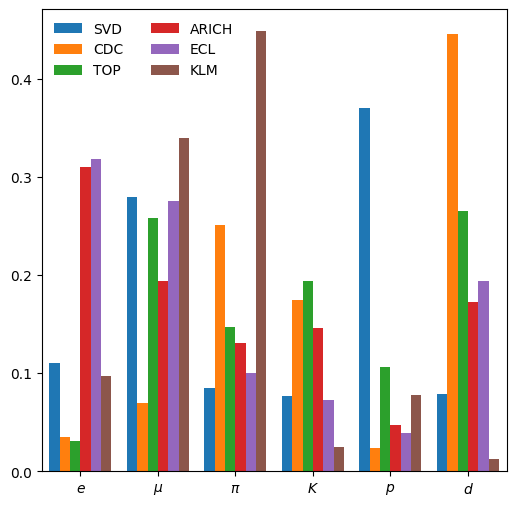 SVD ARICH
CDC ECL
TOP KLM
0.4
0.3
0.2
0.1
0.0
e μ π K p d